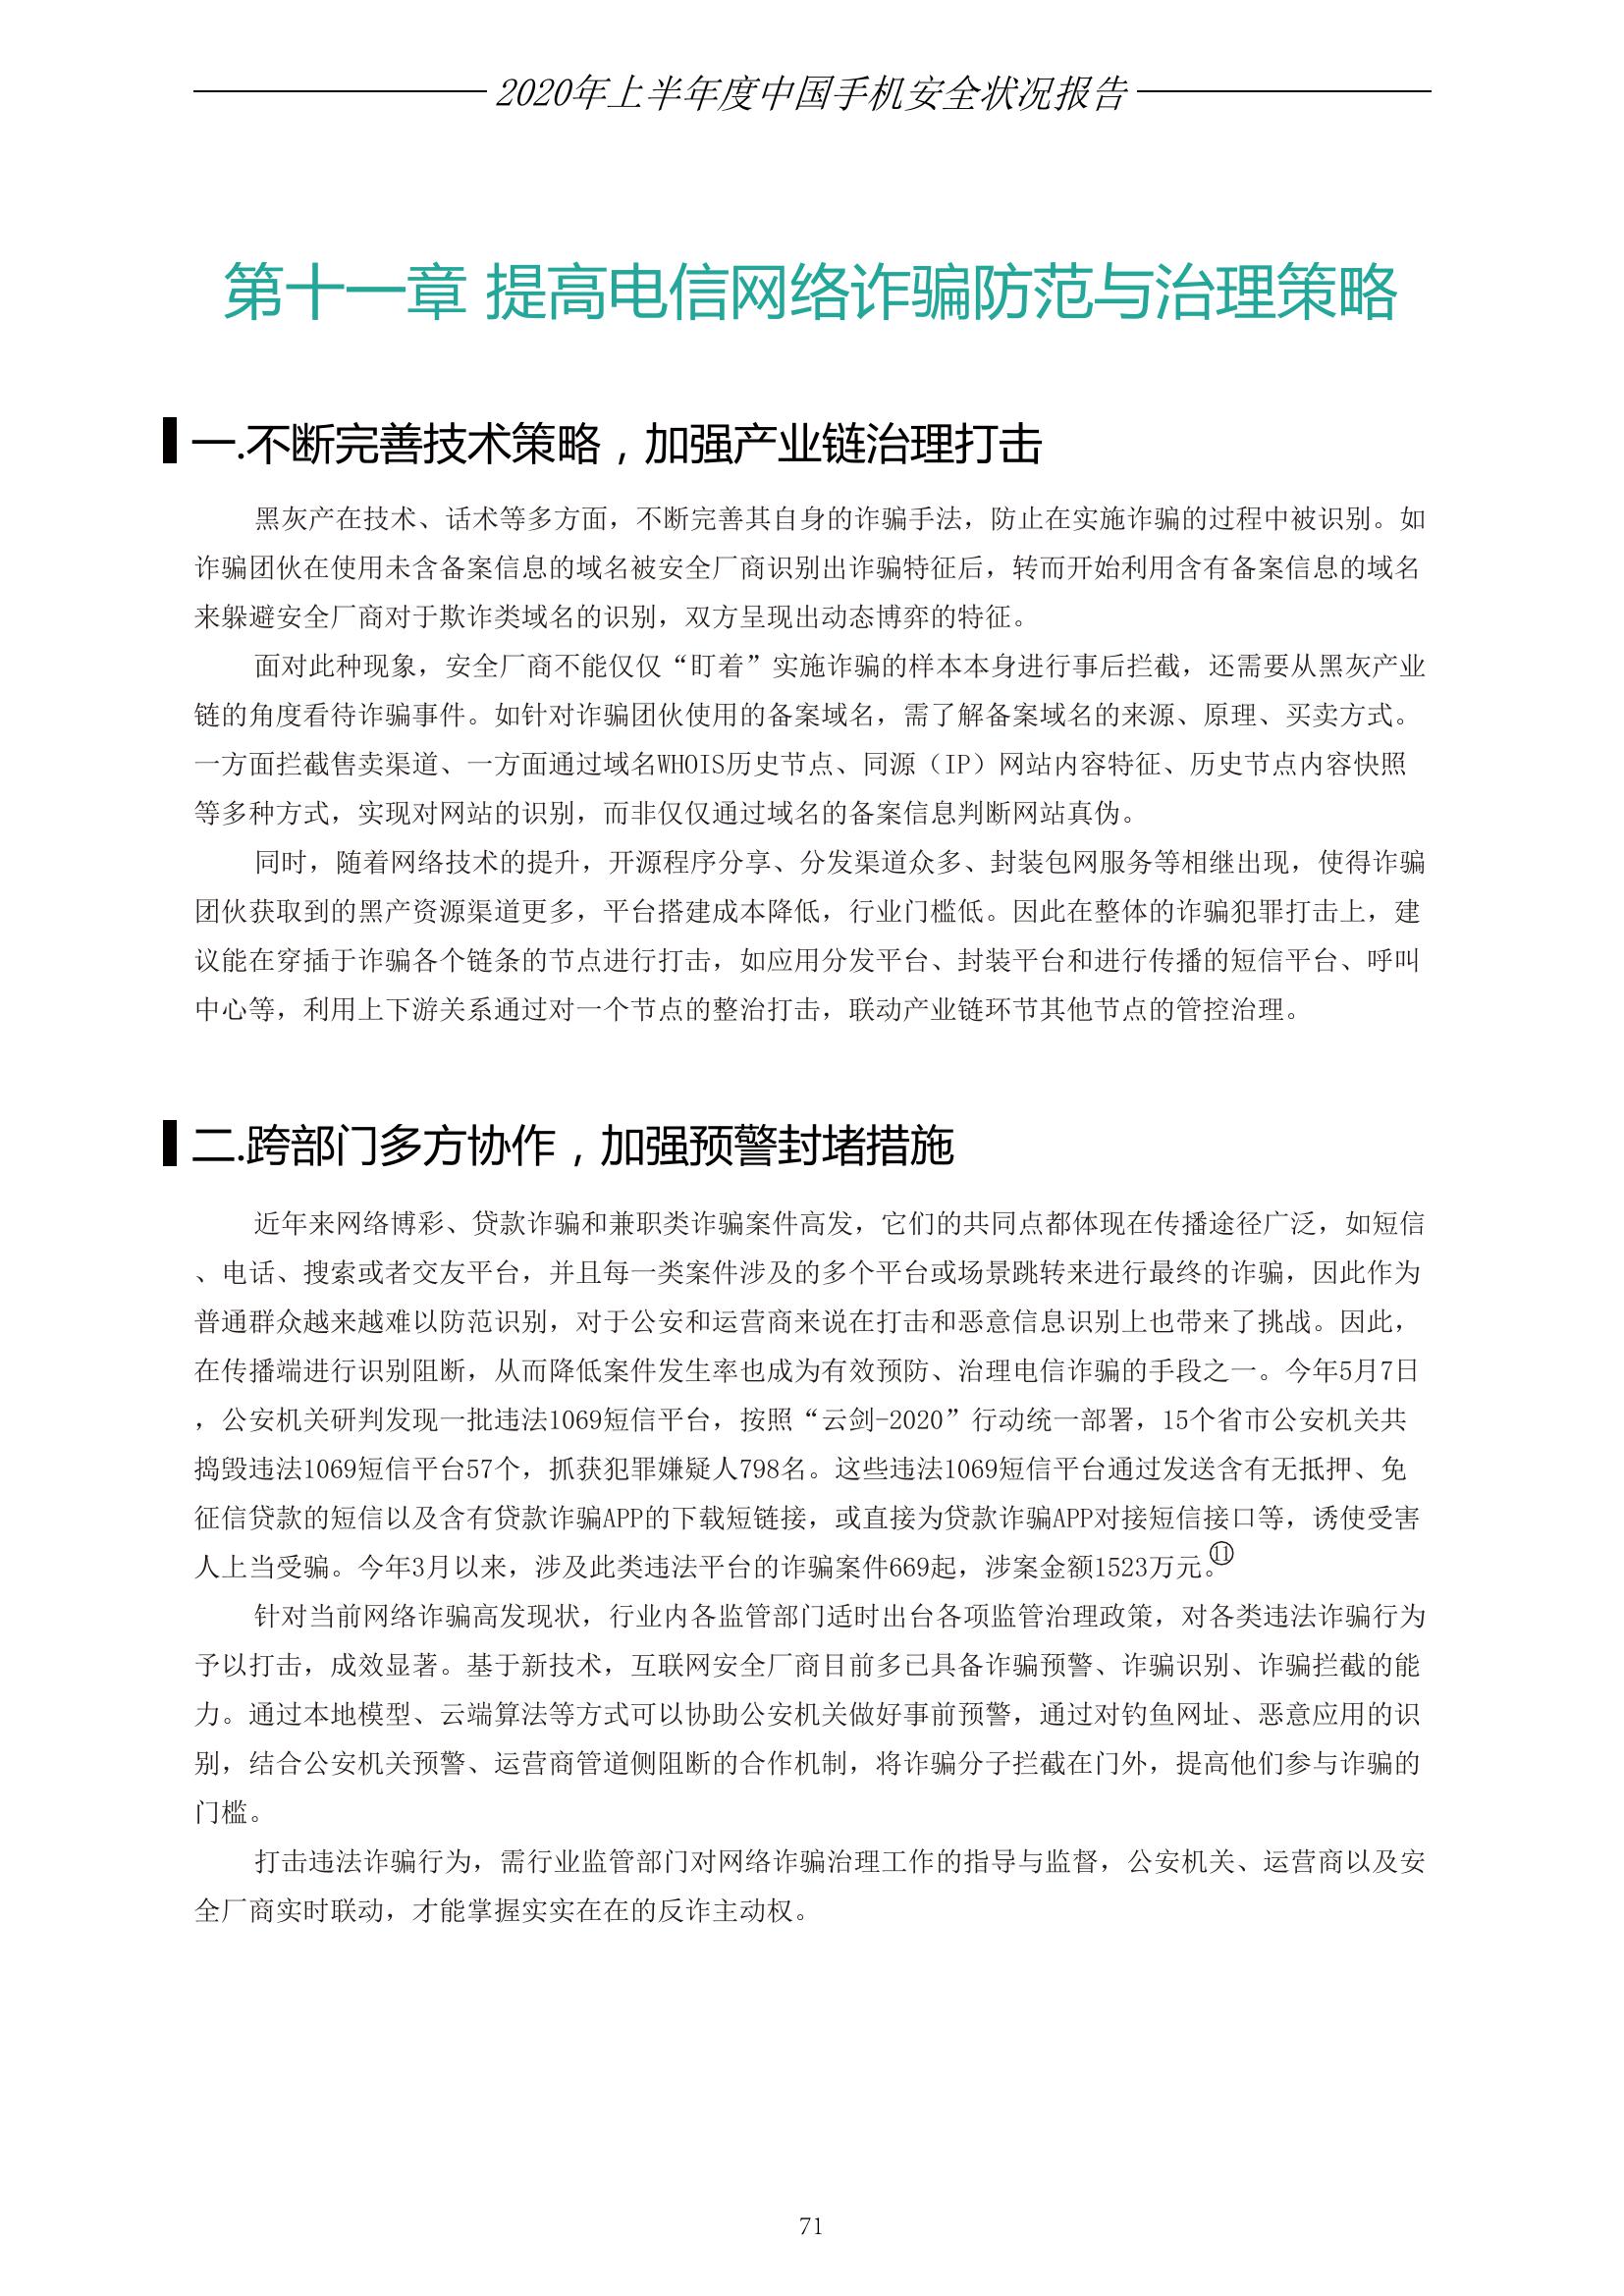 2020年上半年度中国手机安全状况报告
第十一章 提高电信网络诈骗防范与治理策略
一.不断完善技术策略，加强产业链治理打击
黑灰产在技术、话术等多方面，不断完善其自身的诈骗手法，防止在实施诈骗的过程中被识别。如
诈骗团伙在使用未含备案信息的域名被安全厂商识别出诈骗特征后，转而开始利用含有备案信息的域名
来躲避安全厂商对于欺诈类域名的识别，双方呈现出动态博弈的特征。
面对此种现象，安全厂商不能仅仅“盯着”实施诈骗的样本本身进行事后拦截，还需要从黑灰产业
链的角度看待诈骗事件。如针对诈骗团伙使用的备案域名，需了解备案域名的来源、原理、买卖方式。
一方面拦截售卖渠道、一方面通过域名WHOIS历史节点、同源（IP）网站内容特征、历史节点内容快照
等多种方式，实现对网站的识别，而非仅仅通过域名的备案信息判断网站真伪。
同时，随着网络技术的提升，开源程序分享、分发渠道众多、封装包网服务等相继出现，使得诈骗
团伙获取到的黑产资源渠道更多，平台搭建成本降低，行业门槛低。因此在整体的诈骗犯罪打击上，建
议能在穿插于诈骗各个链条的节点进行打击，如应用分发平台、封装平台和进行传播的短信平台、呼叫
中心等，利用上下游关系通过对一个节点的整治打击，联动产业链环节其他节点的管控治理。
二.跨部门多方协作，加强预警封堵措施
近年来网络博彩、贷款诈骗和兼职类诈骗案件高发，它们的共同点都体现在传播途径广泛，如短信
、电话、搜索或者交友平台，并且每一类案件涉及的多个平台或场景跳转来进行最终的诈骗，因此作为
普通群众越来越难以防范识别，对于公安和运营商来说在打击和恶意信息识别上也带来了挑战。因此，
在传播端进行识别阻断，从而降低案件发生率也成为有效预防、治理电信诈骗的手段之一。今年5月7日
，公安机关研判发现一批违法1069短信平台，按照“云剑-2020”行动统一部署，15个省市公安机关共
捣毁违法1069短信平台57个，抓获犯罪嫌疑人798名。这些违法1069短信平台通过发送含有无抵押、免
征信贷款的短信以及含有贷款诈骗APP的下载短链接，或直接为贷款诈骗APP对接短信接口等，诱使受害
人上当受骗。今年3月以来，涉及此类违法平台的诈骗案件669起，涉案金额1523万元。⑪
针对当前网络诈骗高发现状，行业内各监管部门适时出台各项监管治理政策，对各类违法诈骗行为
予以打击，成效显著。基于新技术，互联网安全厂商目前多已具备诈骗预警、诈骗识别、诈骗拦截的能
力。通过本地模型、云端算法等方式可以协助公安机关做好事前预警，通过对钓鱼网址、恶意应用的识
别，结合公安机关预警、运营商管道侧阻断的合作机制，将诈骗分子拦截在门外，提高他们参与诈骗的
门槛。
打击违法诈骗行为，需行业监管部门对网络诈骗治理工作的指导与监督，公安机关、运营商以及安
全厂商实时联动，才能掌握实实在在的反诈主动权。
71